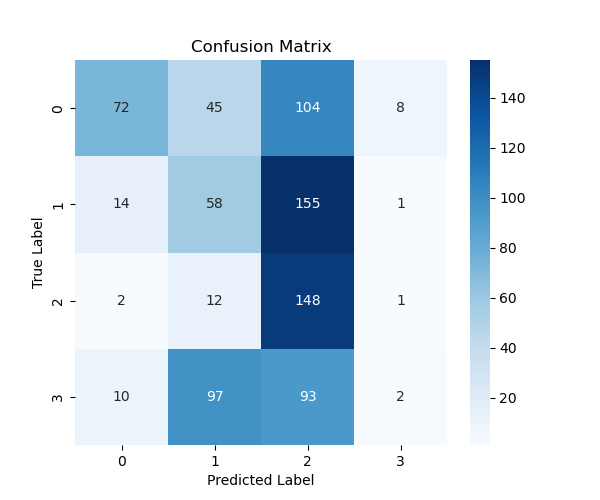 Confusion Matrix
True Label
0 72 45 104 8
1 14 58 155 1
2 2 12 148 1
3 10 97 93 2
0 1 2 3
Predicted Label
140
120
100
80
60
40
20